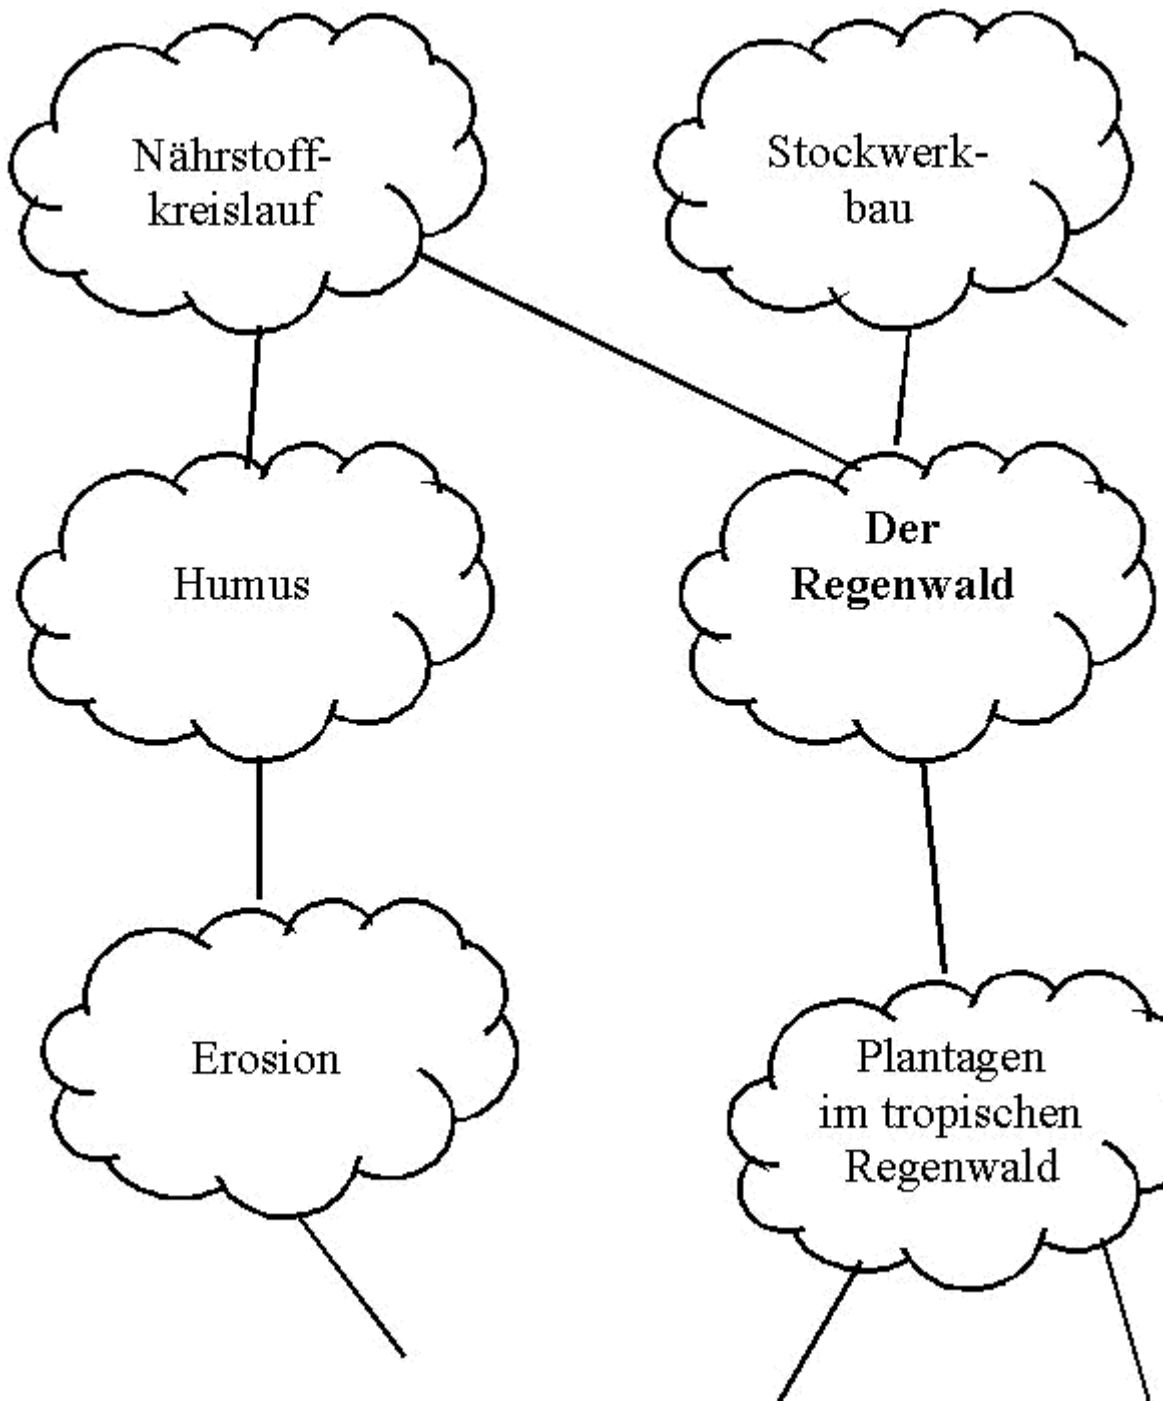 Nährstoff-
kreislauf
Stockwerk-
bau
Humus
Der
Regenwald
Erosion
Plantagen
im tropischen
Regenwald